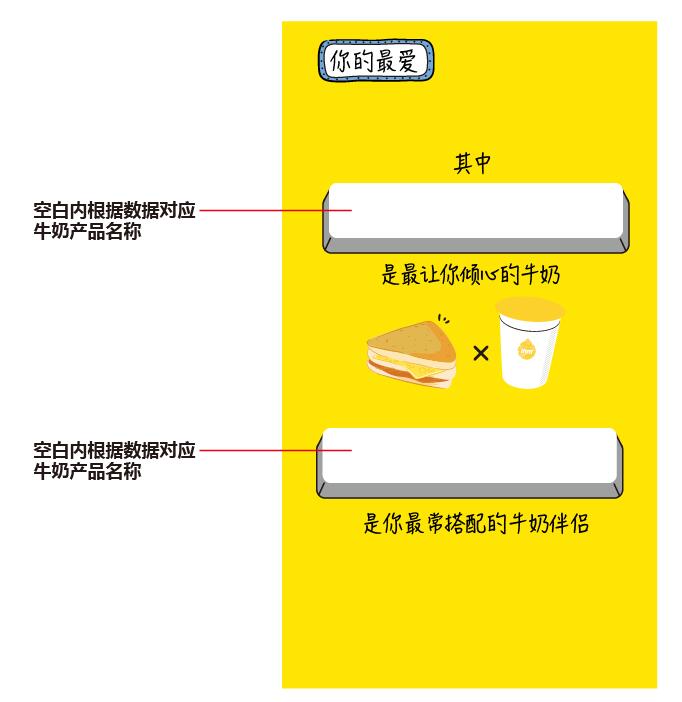 你的最爱
其中
空白内根据数据对应
牛奶产品名称
是最让你倾心的牛奶
空白内根据数据对应
牛奶产品名称
是你最常搭配的牛奶伴侣